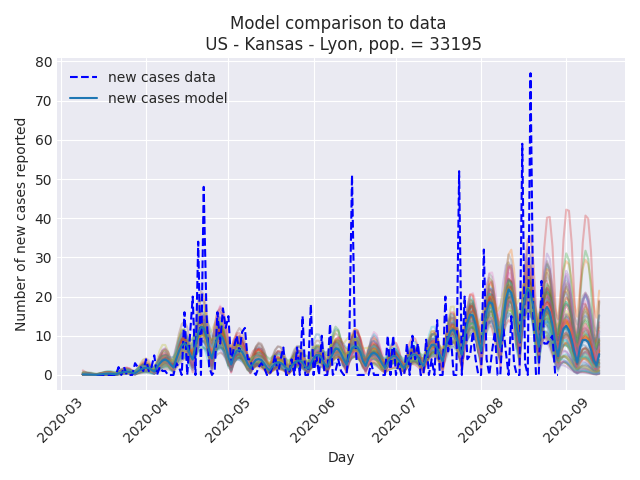 Model comparison to data
US - Kansas - Lyon, pop. = 33195
80
70
60
50
40
30
20
10
0
Number of new cases reported
new cases data
new cases model
2020-03
2020-04
2020-05
2020-06
2020-07
2020-08
2020-09
Day